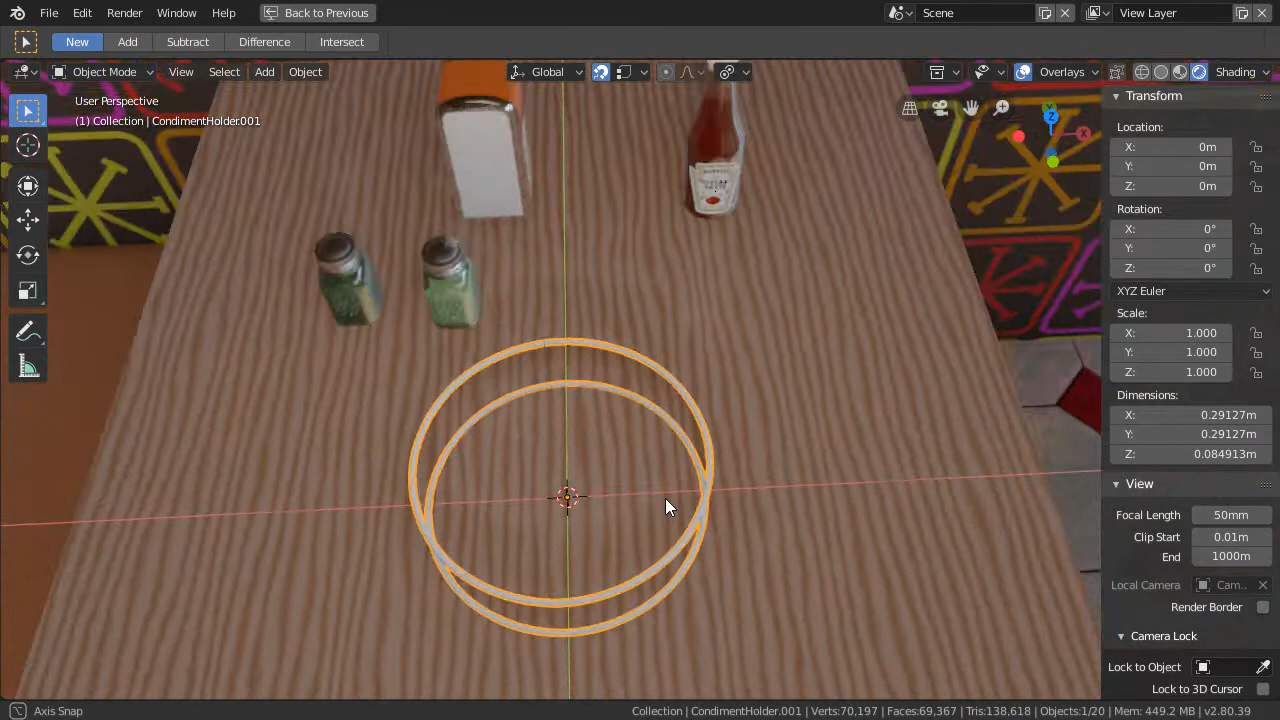 File Edit Render Window Help Back to Previous Scene View Layer
New Add Subtract Difference Intersect
Object Mode View Select Add Object Global Overlays Shading
User Perspective
(1) Collection | CondimentHolder.001
Transform
Location:
X: 0m
Y: 0m
Z: 0m
Rotation:
X: 0°
Y: 0°
Z: 0°
XYZ Euler
Scale:
X: 1.000
Y: 1.000
Z: 1.000
Dimensions:
X: 0.29127m
Y: 0.29127m
Z: 0.084913m
View
Focal Length 50mm
Clip Start 0.01m
End 1000m
Local Camera Cam..
Render Border
Camera Lock
Lock to Object
Lock to 3D Cursor
Z
X
Y
Axis Snap Collection | CondimentHolder.001 | Verts:70,197 | Faces:69,367 | Tris:138,618 | Objects:1/20 | Mem: 449.2 MB | v2.80.39